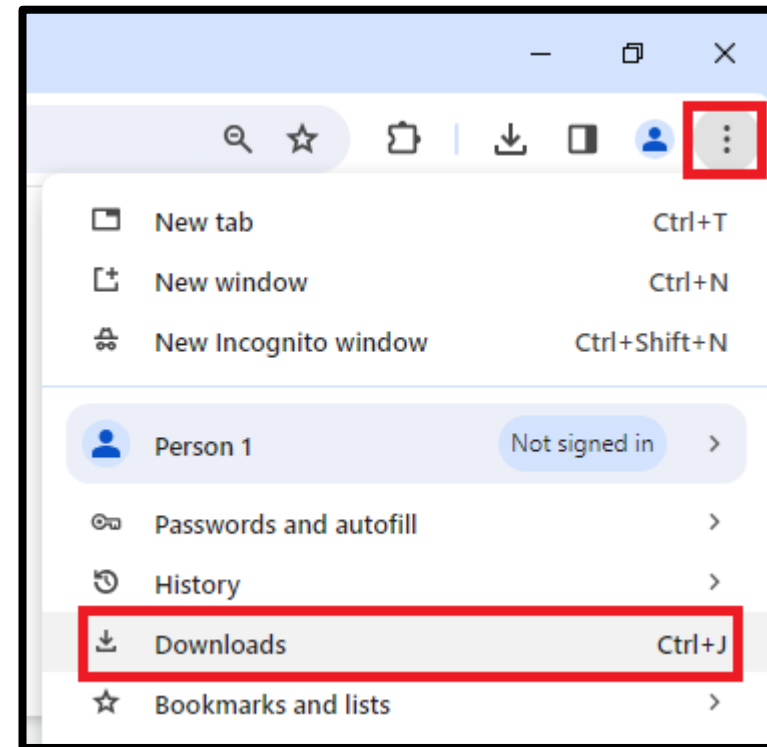 New tab Ctrl+T
New window Ctrl+N
New Incognito window Ctrl+Shift+N
Person 1 Not signed in
Passwords and autofill
History
Downloads Ctrl+J
Bookmarks and lists